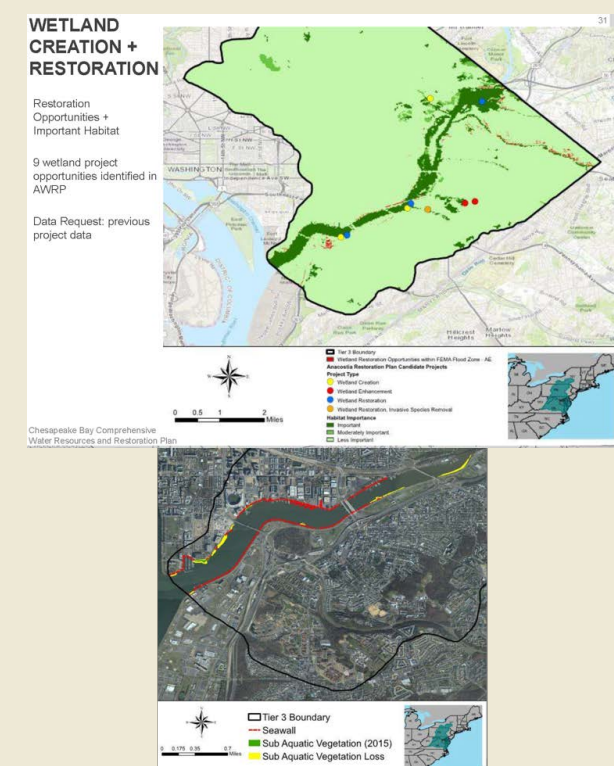 WETLAND
CREATION +
RESTORATION
31
Restoration
Opportunities +
Important Habitat
9 wetland project
opportunities identified in
AWRP
Data Request: previous
project data
WASHINGTON
Hillcrest
Heights
Marlow
Heights
0 0.5 1 2
Miles
Tier 3 Boundary
Wetland Restoration Opportunities within FEMA Flood Zone - AE
Anacostia Restoration Plan Candidate Projects
Project Type
Wetland Creation
Wetland Enhancement
Wetland Restoration
Wetland Restoration, Invasive Species Removal
Habitat Importance
Important
Moderately Important
Less Important
Chesapeake Bay Comprehensive
Water Resources and Restoration Plan
Tier 3 Boundary
Seawall
Sub Aquatic Vegetation (2015)
Sub Aquatic Vegetation Loss
0 0.175 0.35 0.7
Miles